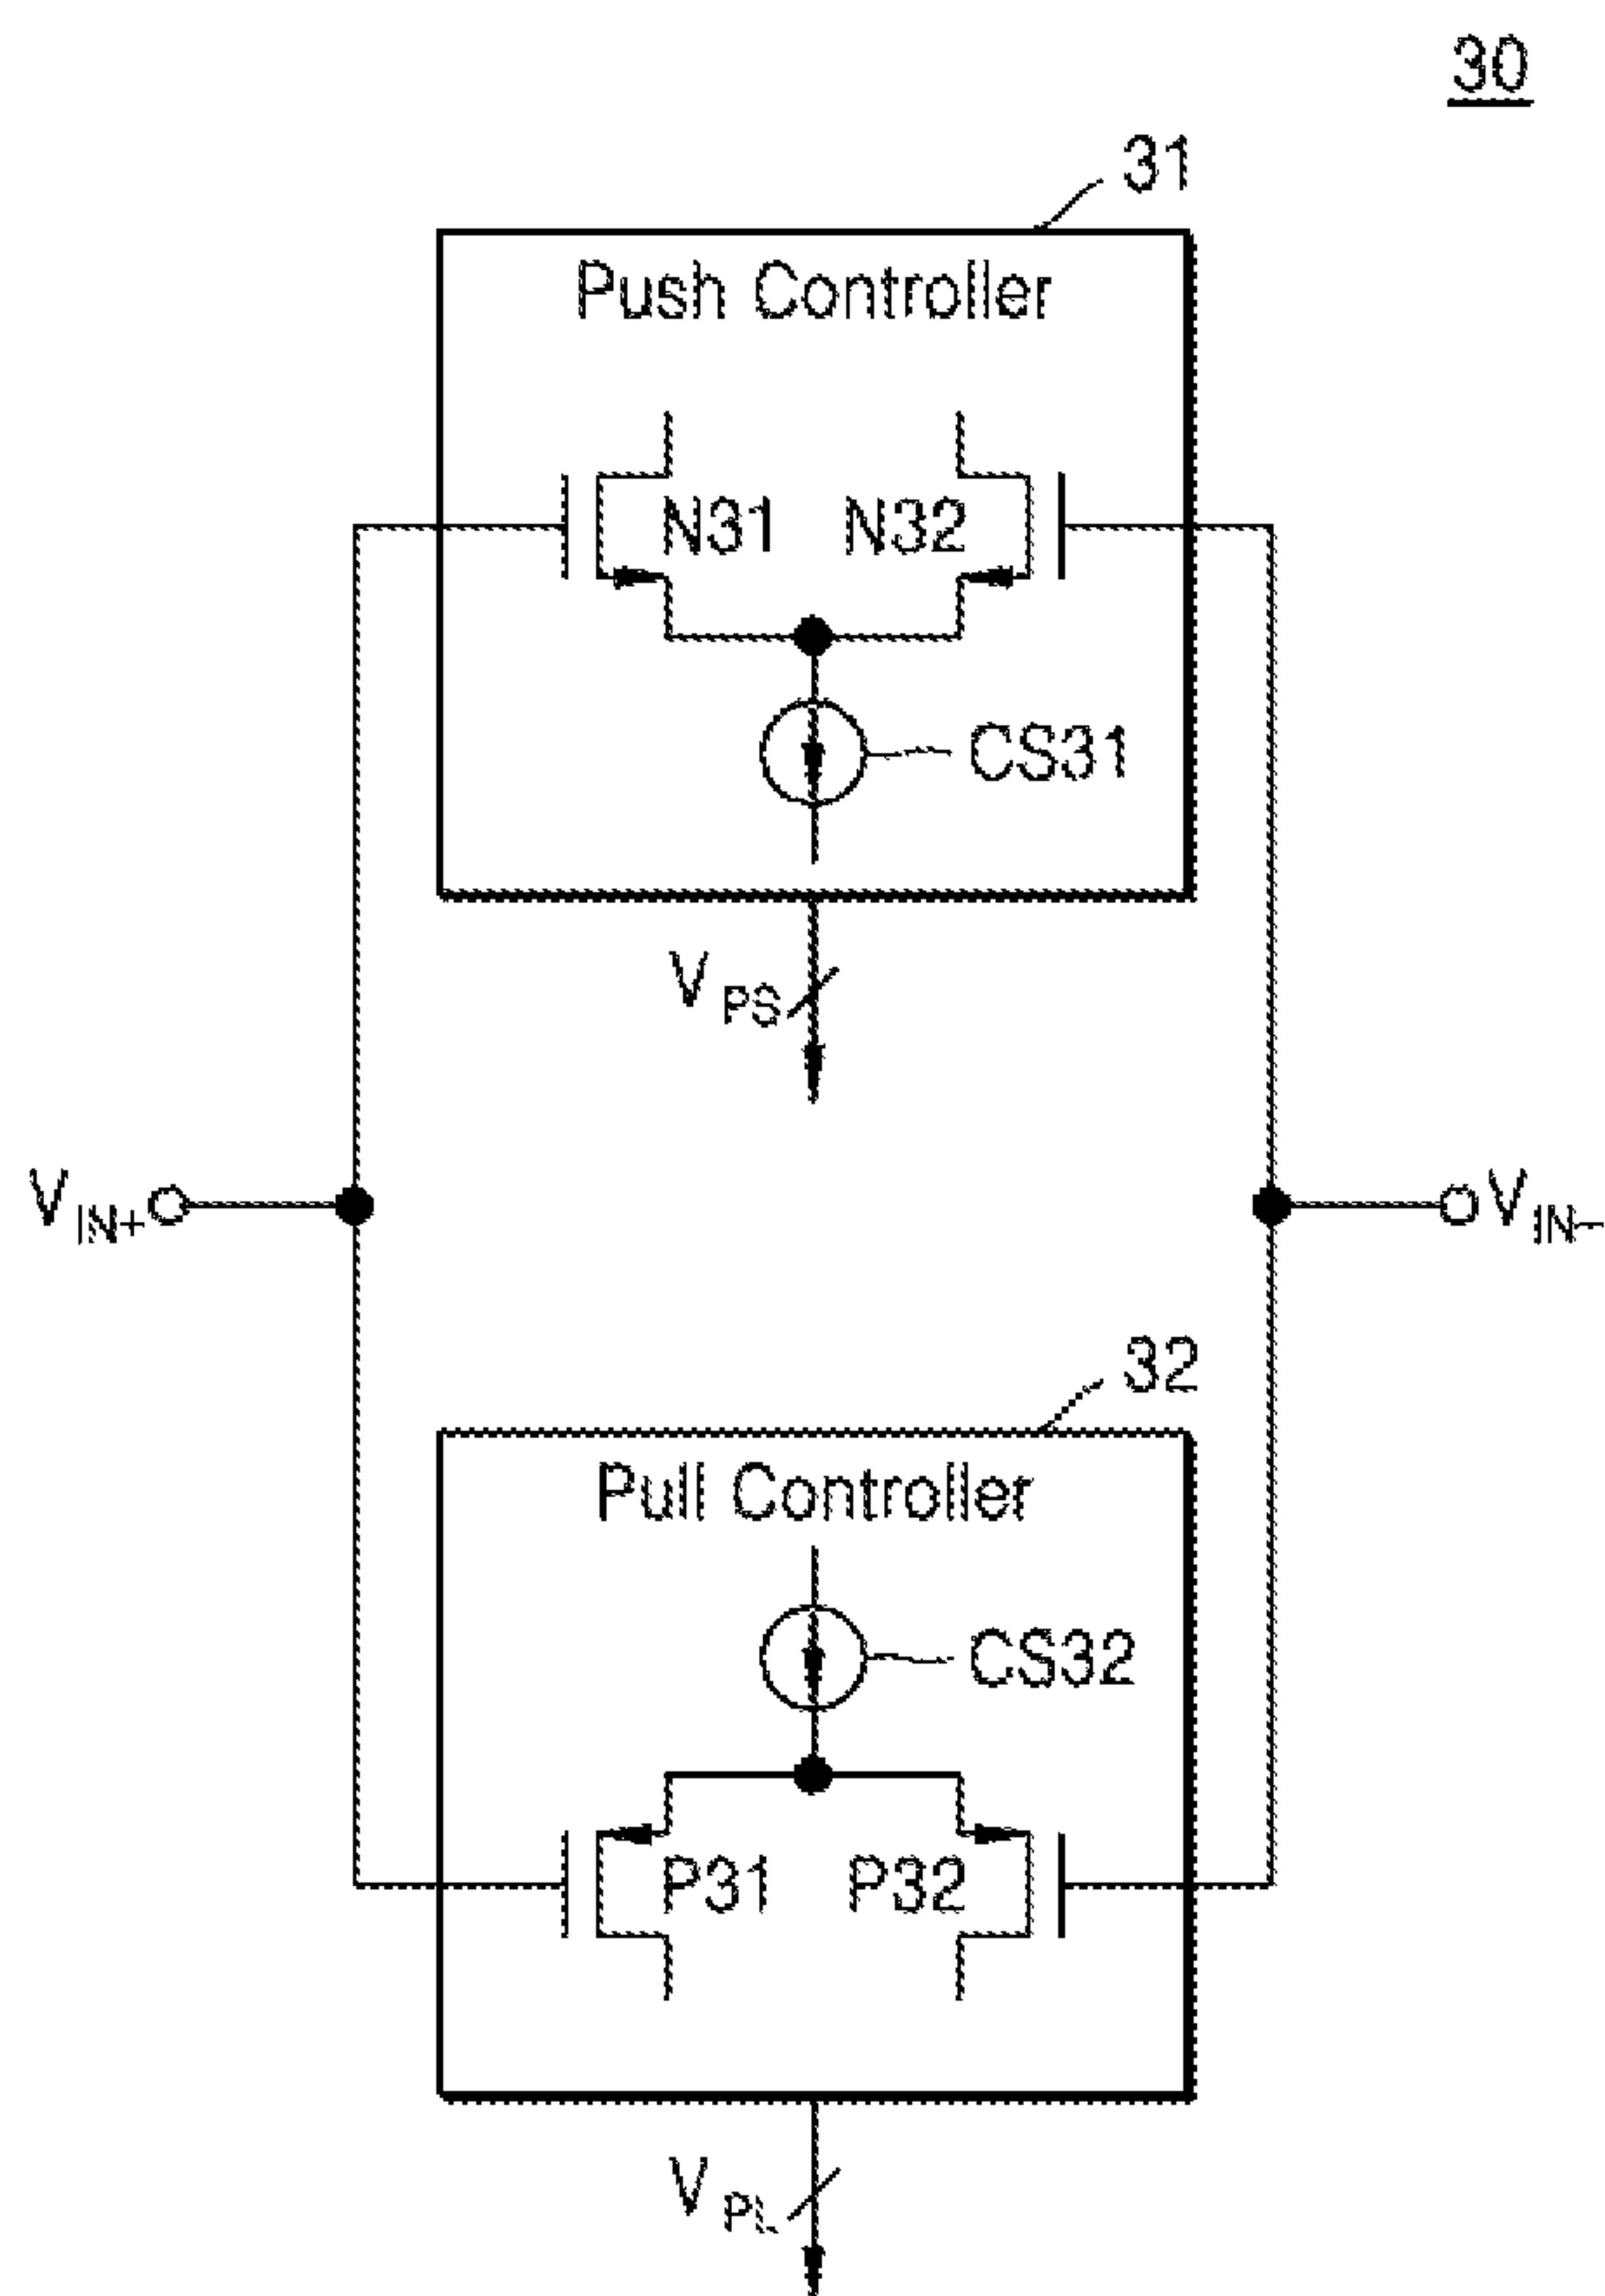 30
31
Push Controller
N31 N32
CS31
VPS
VIN+ VIN-
32
Pull Controller
CS32
P31 P32
VPL